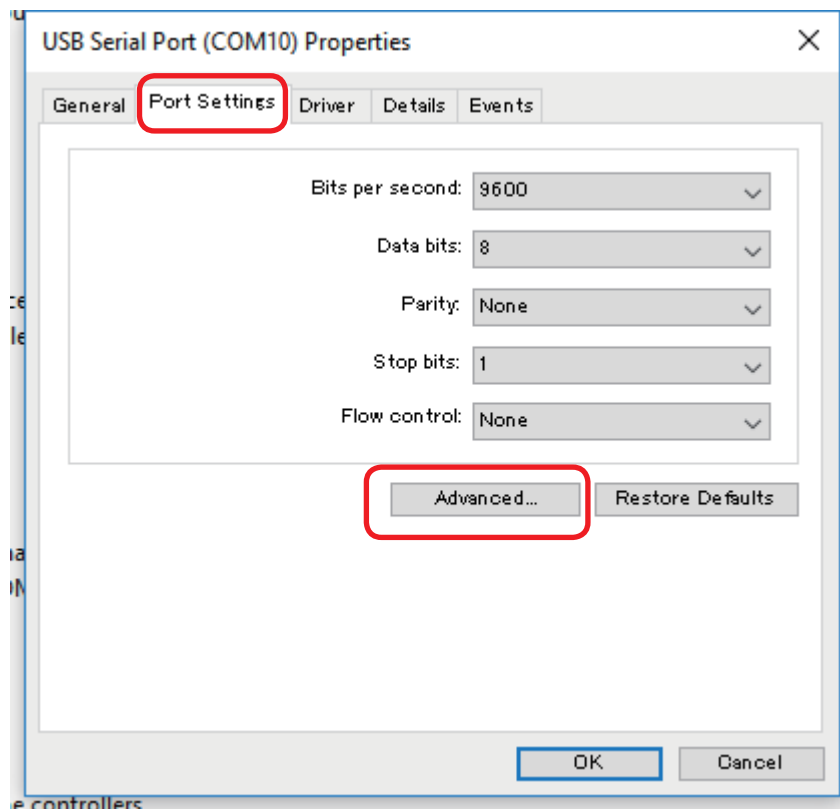 USB Serial Port (COM10) Properties
General Port Settings Driver Details Events
Bits per second: 9600
Data bits: 8
Parity: None
Stop bits: 1
Flow control: None
Advanced... Restore Defaults
OK Cancel
e controllers